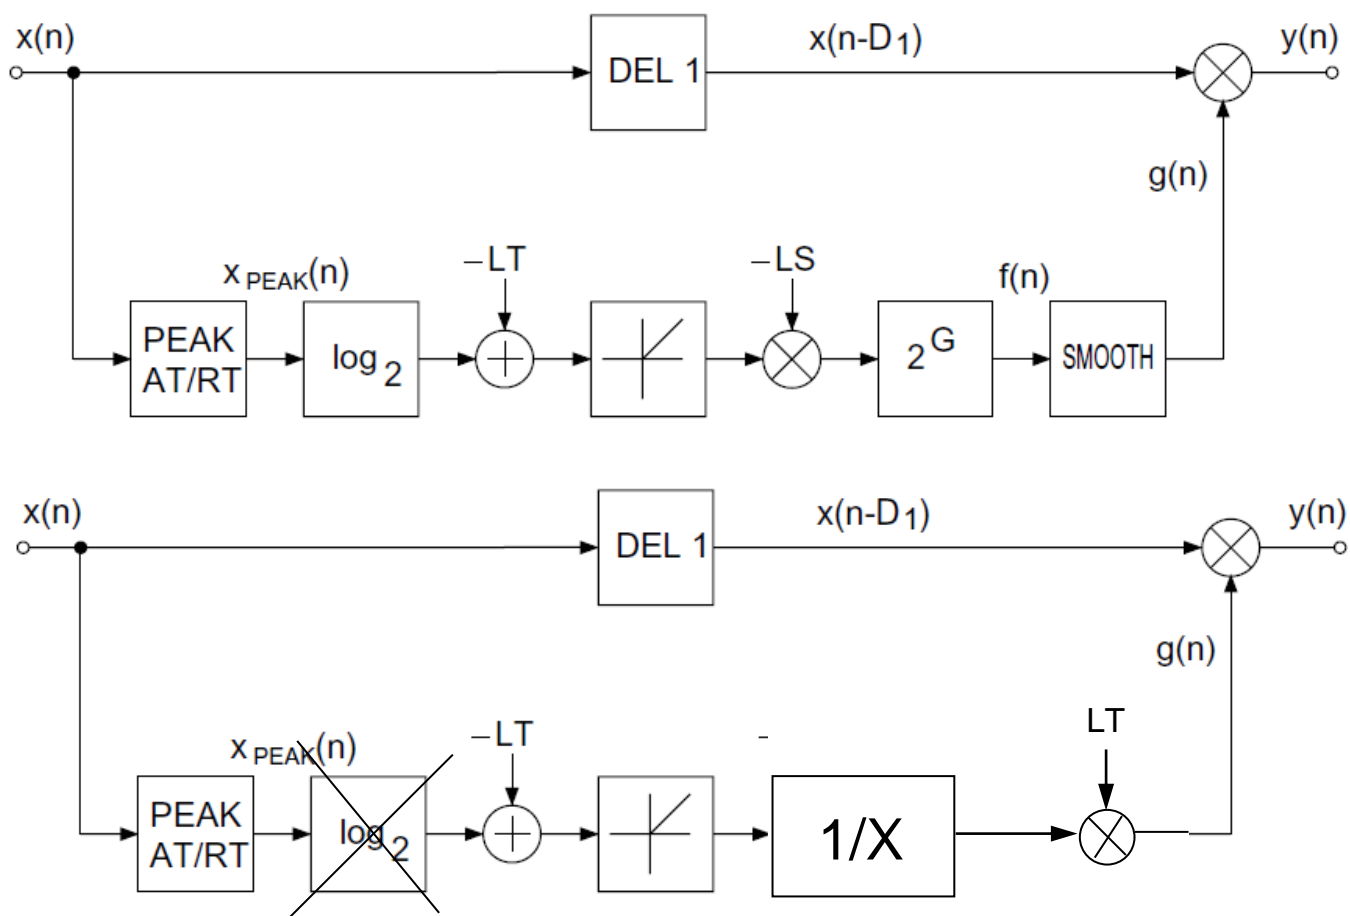 x(n)
DEL 1
x(n-D1)
y(n)
g(n)
xPEAK(n)
–LT
–LS
f(n)
PEAK
AT/RT
log2
2G
SMOOTH
x(n)
DEL 1
x(n-D1)
y(n)
g(n)
LT
xPEAK(n)
–LT
–
PEAK
AT/RT
log2
1/X